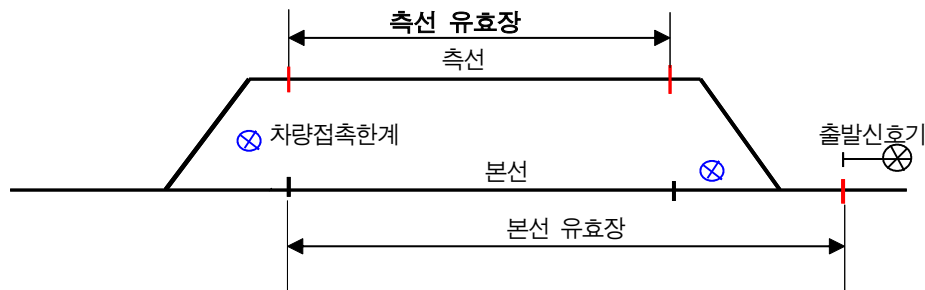 측선 유효장
측선
차량접촉한계
출발신호기
본선
본선 유효장